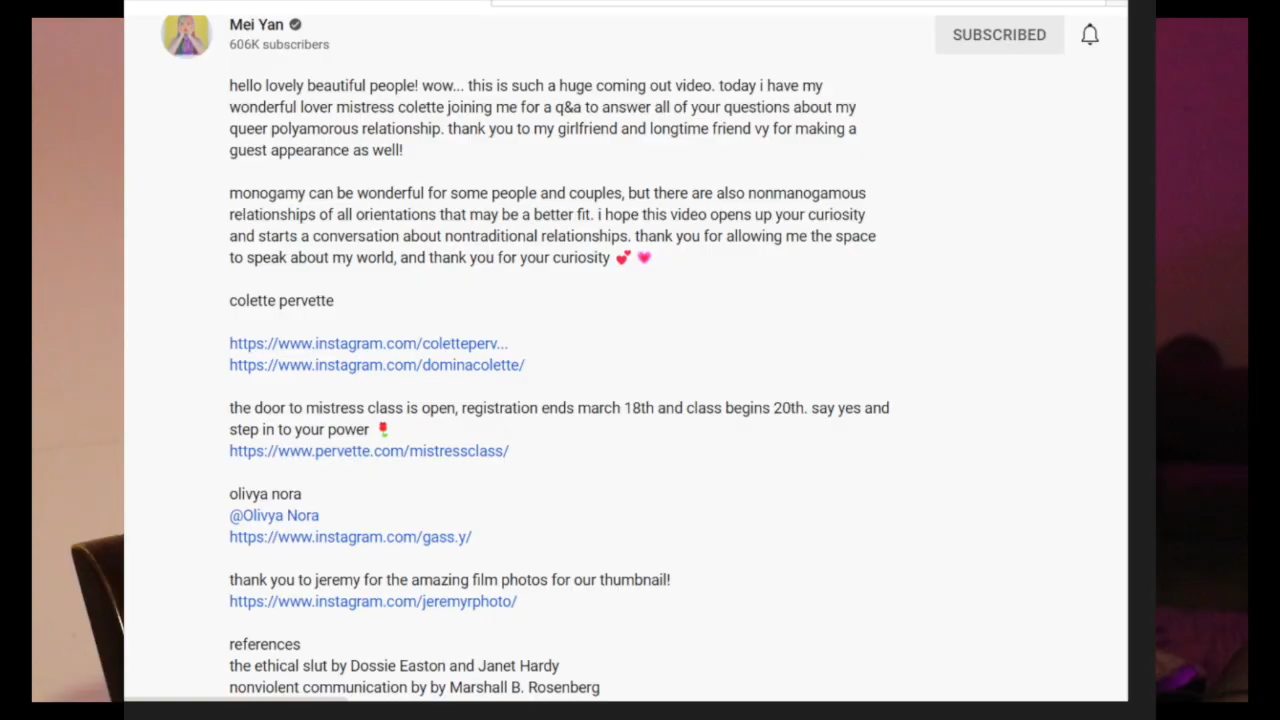 Mei Yan
606K subscribers
SUBSCRIBED
hello lovely beautiful people! wow... this is such a huge coming out video. today i have my
wonderful lover mistress colette joining me for a q&a to answer all of your questions about my
queer polyamorous relationship. thank you to my girlfriend and longtime friend vy for making a
guest appearance as well!
monogamy can be wonderful for some people and couples, but there are also nonmanogamous
relationships of all orientations that may be a better fit. i hope this video opens up your curiosity
and starts a conversation about nontraditional relationships. thank you for allowing me the space
to speak about my world, and thank you for your curiosity 💕 💗
colette pervette
https://www.instagram.com/coletteperv...
https://www.instagram.com/dominacolette/
the door to mistress class is open, registration ends march 18th and class begins 20th. say yes and
step in to your power 🌹
https://www.pervette.com/mistressclass/
olivya nora
@Olivya Nora
https://www.instagram.com/gass.y/
thank you to jeremy for the amazing film photos for our thumbnail!
https://www.instagram.com/jeremyrphoto/
references
the ethical slut by Dossie Easton and Janet Hardy
nonviolent communication by by Marshall B. Rosenberg